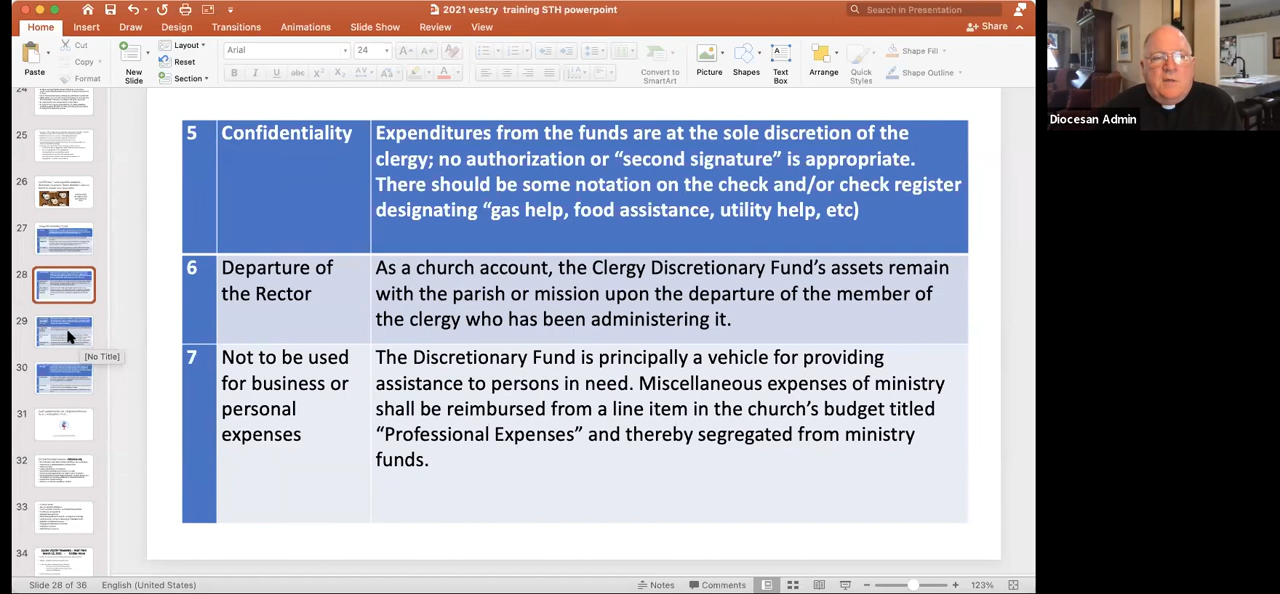 2021 vestry training STH powerpoint
Search in Presentation
Home Insert Draw Design Transitions Animations Slide Show Review View
Share
Paste
Cut
Copy
Format
New
Slide
Layout
Reset
Section
Arial 24
Convert to
SmartArt
Picture
Shapes
Text
Box
Arrange
Quick
Styles
Shape Fill
Shape Outline
24
25
26
27
28
29
30
31
32
33
34
[No Title]
5 Confidentiality Expenditures from the funds are at the sole discretion of the
clergy; no authorization or “second signature” is appropriate.
There should be some notation on the check and/or check register
designating “gas help, food assistance, utility help, etc)
6 Departure of As a church account, the Clergy Discretionary Fund’s assets remain
the Rector with the parish or mission upon the departure of the member of
the clergy who has been administering it.
7 Not to be used The Discretionary Fund is principally a vehicle for providing
for business or assistance to persons in need. Miscellaneous expenses of ministry
personal shall be reimbursed from a line item in the church’s budget titled
expenses “Professional Expenses” and thereby segregated from ministry
funds.
Diocesan Admin
Slide 28 of 36 English (United States) Notes Comments 123%